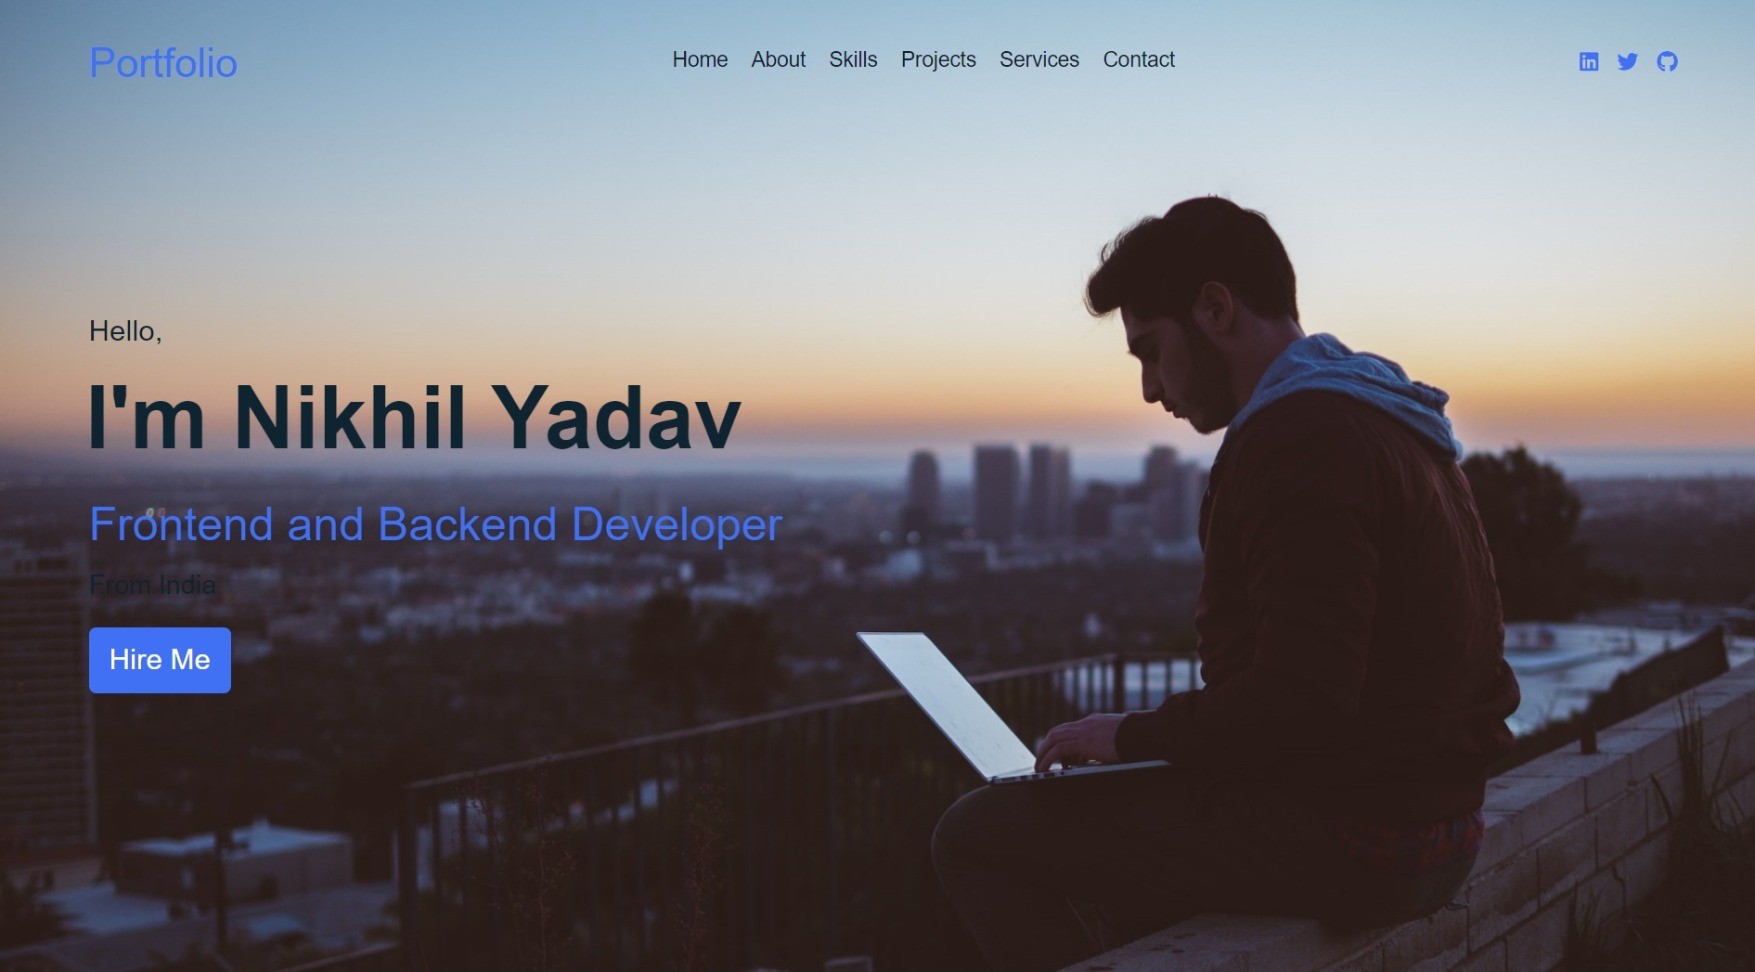 Portfolio
Home About Skills Projects Services Contact
Hello,
I'm Nikhil Yadav
Frontend and Backend Developer
From India
Hire Me